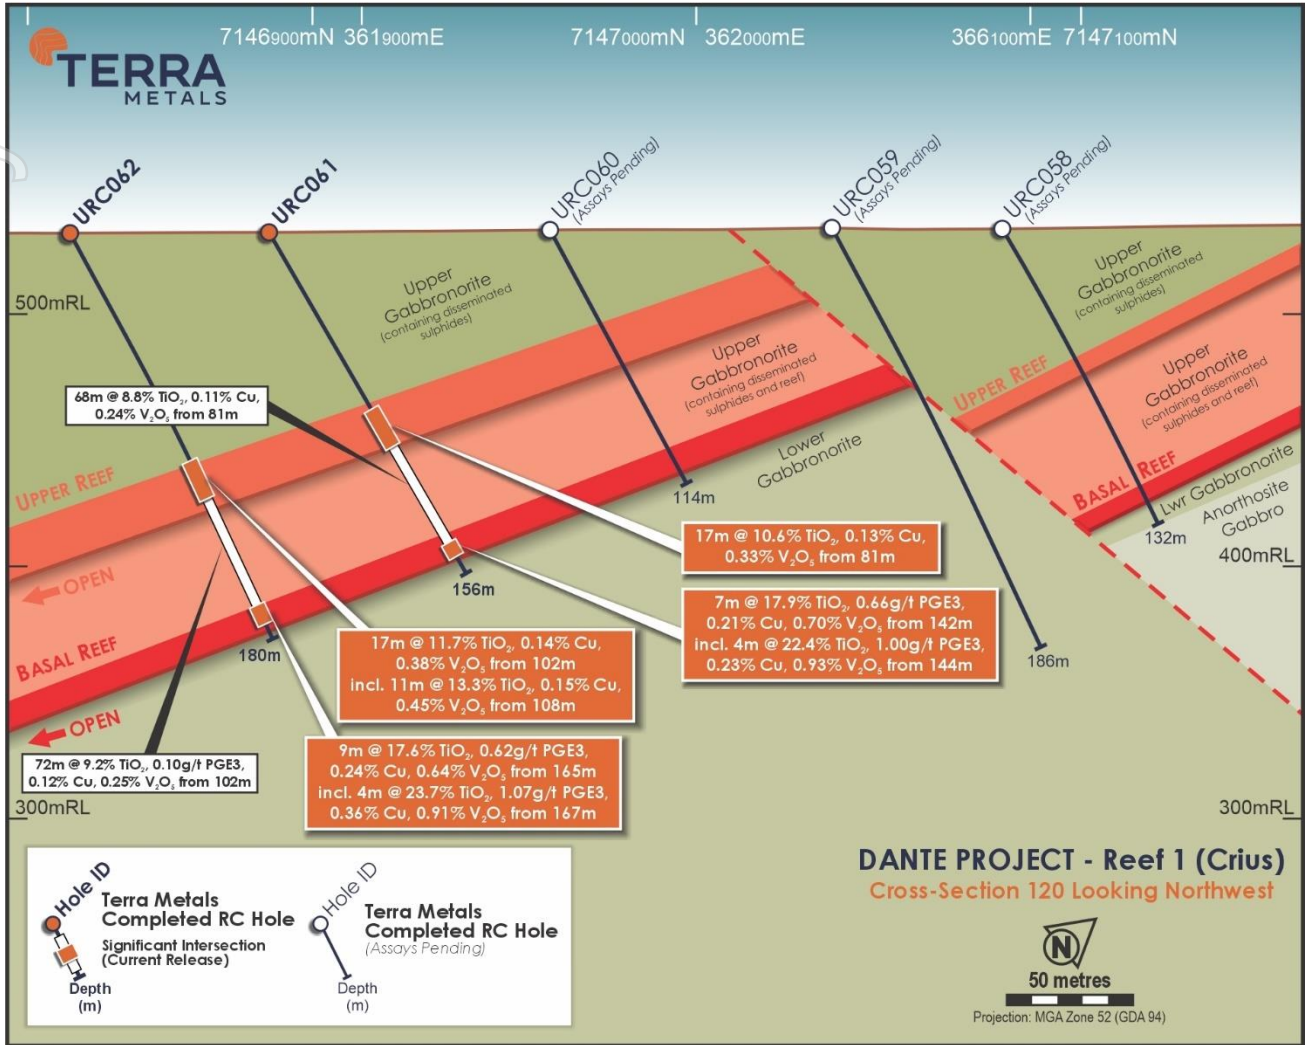 7146900mN 361900mE
7147000mN 362000mE
366100mE 7147100mN
TERRA
METALS
URC062
URC061
URC060
(Assays Pending)
URC059
(Assays Pending)
URC058
(Assays Pending)
500mRL
Upper
Gabbronorite
(containing disseminated
sulphides)
Upper
Gabbronorite
(containing disseminated
sulphides)
Upper
Gabbronorite
(containing disseminated
sulphides and reef)
Upper
Gabbronorite
(containing disseminated
sulphides and reef)
UPPER REEF
68m @ 8.8% TiO₂, 0.11% Cu,
0.24% V₂O₅ from 81m
UPPER REEF
Lower
Gabbronorite
BASAL REEF
Lwr Gabbronorite
Anorthosite
Gabbro
114m
132m
400mRL
17m @ 10.6% TiO₂, 0.13% Cu,
0.33% V₂O₅ from 81m
OPEN
156m
7m @ 17.9% TiO₂, 0.66g/t PGE3,
0.21% Cu, 0.70% V₂O₅ from 142m
incl. 4m @ 22.4% TiO₂, 1.00g/t PGE3,
0.23% Cu, 0.93% V₂O₅ from 144m
BASAL REEF
180m
186m
17m @ 11.7% TiO₂, 0.14% Cu,
0.38% V₂O₅ from 102m
incl. 11m @ 13.3% TiO₂, 0.15% Cu,
0.45% V₂O₅ from 108m
OPEN
72m @ 9.2% TiO₂, 0.10g/t PGE3,
0.12% Cu, 0.25% V₂O₅ from 102m
9m @ 17.6% TiO₂, 0.62g/t PGE3,
0.24% Cu, 0.64% V₂O₅ from 165m
incl. 4m @ 23.7% TiO₂, 1.07g/t PGE3,
0.36% Cu, 0.91% V₂O₅ from 167m
300mRL
300mRL
Hole ID
Terra Metals
Completed RC Hole
Significant Intersection
(Current Release)
Depth
(m)
Hole ID
Terra Metals
Completed RC Hole
(Assays Pending)
Depth
(m)
DANTE PROJECT - Reef 1 (Crius)
Cross-Section 120 Looking Northwest
N
50 metres
Projection: MGA Zone 52 (GDA 94)